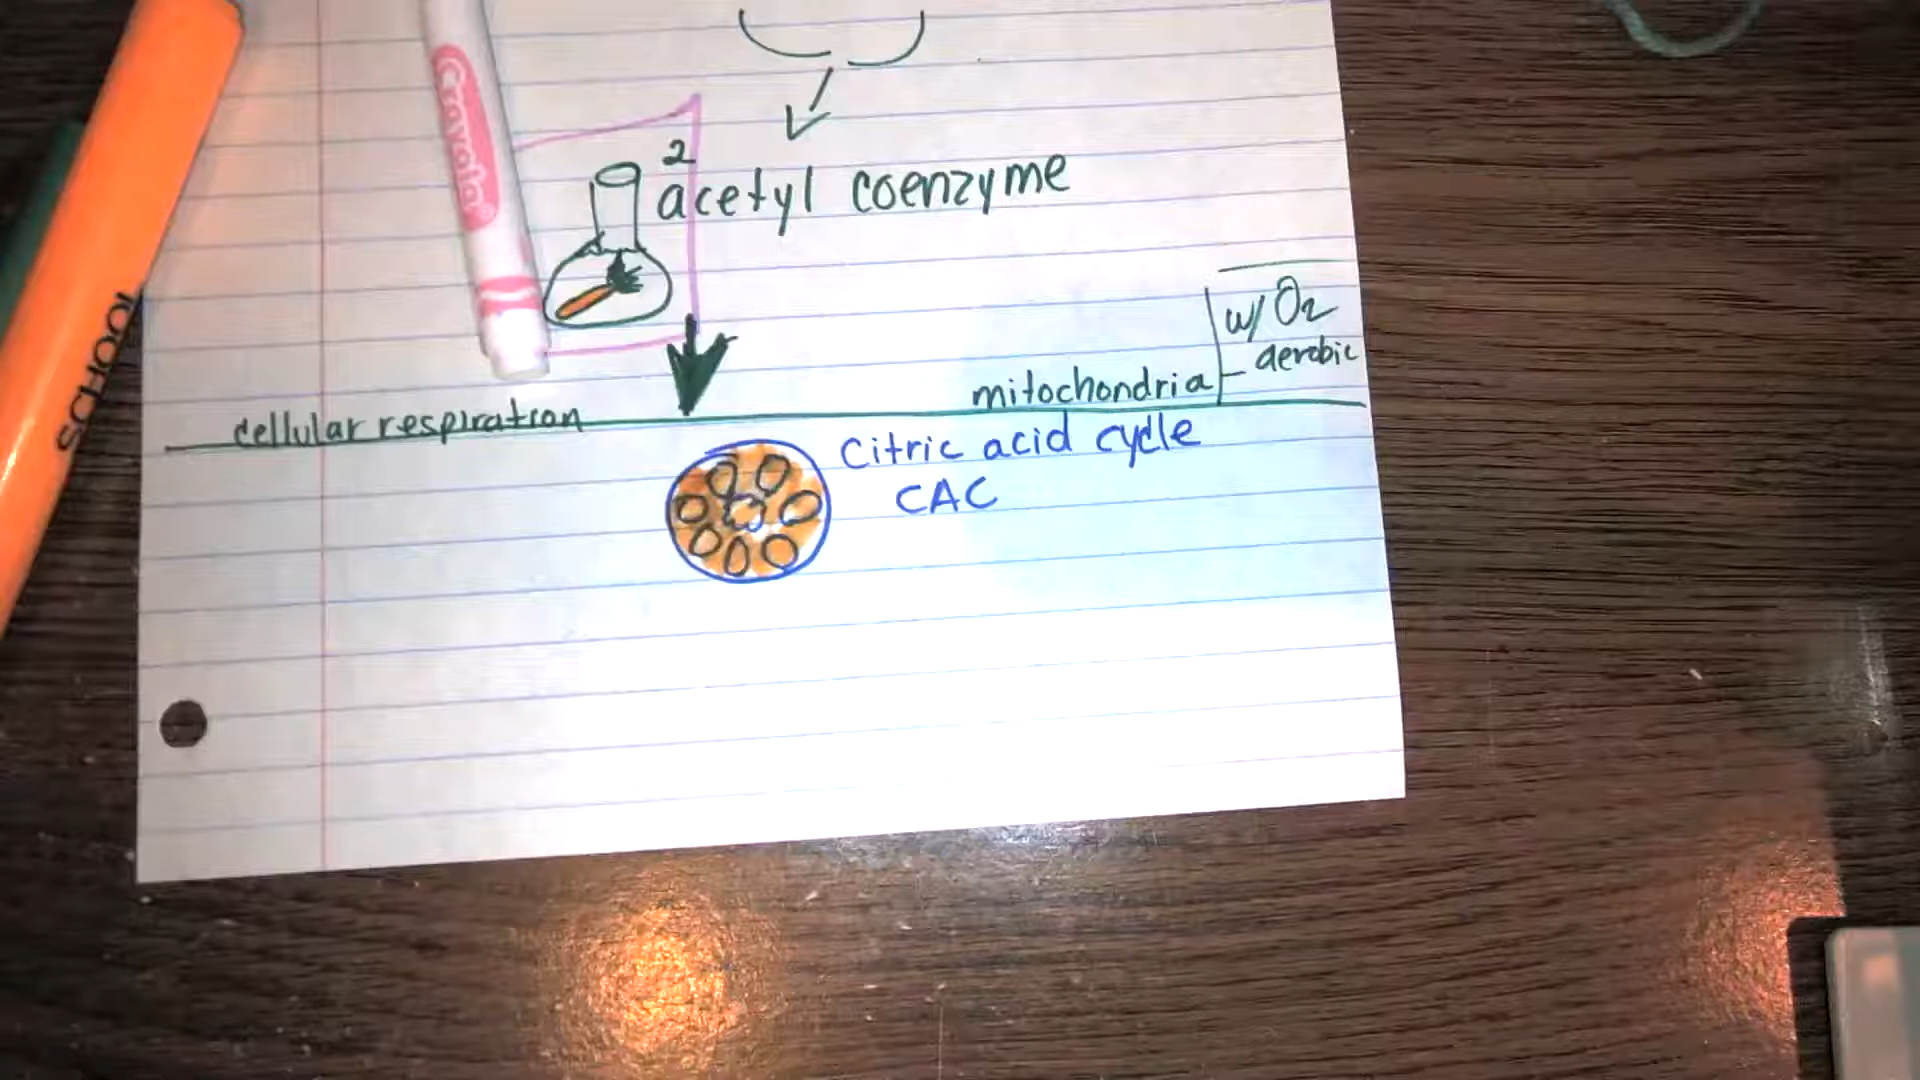 Crayola
SCHOOL
2
acetyl coenzyme
w/ O2
aerobic
mitochondria
cellular respiration
Citric acid cycle
CAC